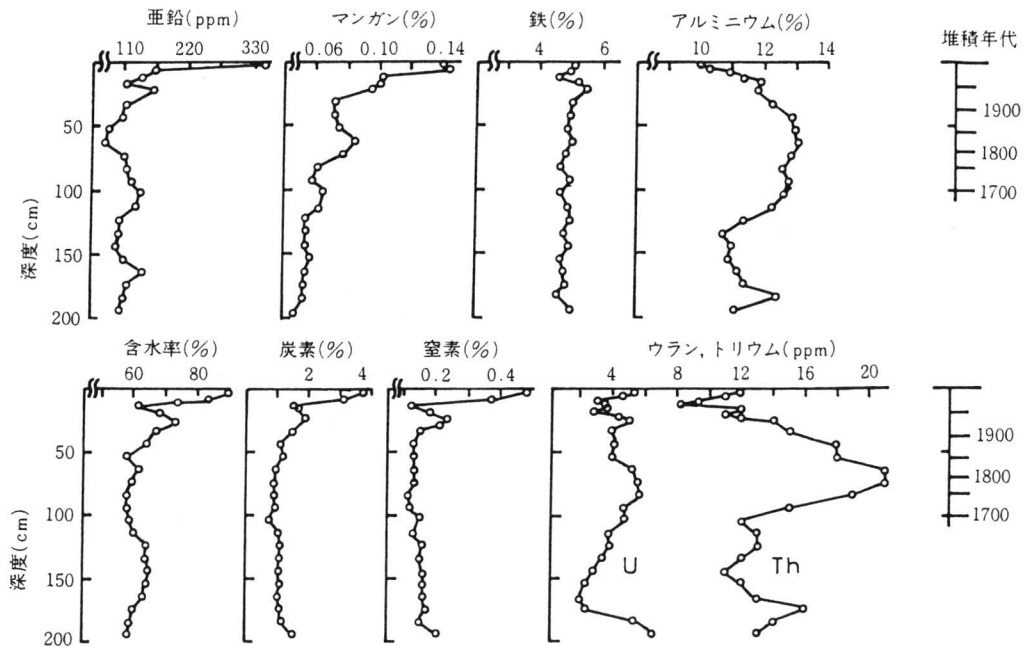 亜鉛(ppm)
マンガン(%)
鉄(%)
アルミニウム(%)
堆積年代
110 220 330
0.06 0.10 0.14
4 6
10 12 14
0
50
100
150
200
深度(cm)
1900
1800
1700
含水率(%)
炭素(%)
窒素(%)
ウラン,トリウム(ppm)
60 80
2 4
0.2 0.4
4 8 12 16 20
0
50
100
150
200
深度(cm)
U
Th
1900
1800
1700